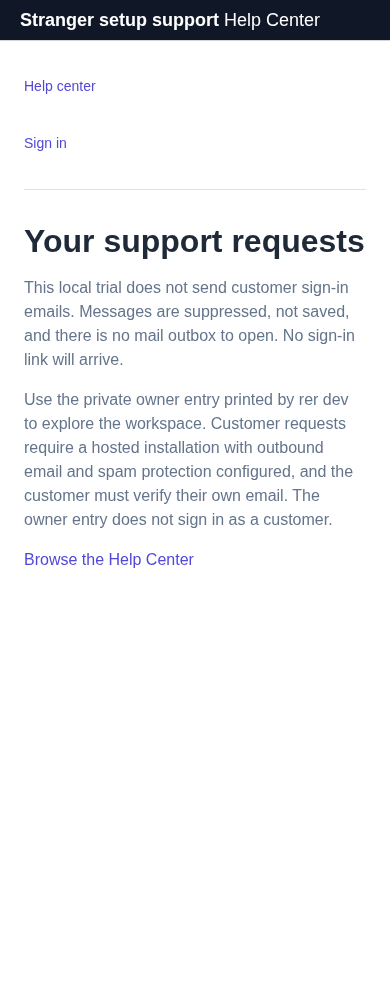 Stranger setup support Help Center
Help center
Sign in
Your support requests
This local trial does not send customer sign-in
emails. Messages are suppressed, not saved,
and there is no mail outbox to open. No sign-in
link will arrive.
Use the private owner entry printed by rer dev
to explore the workspace. Customer requests
require a hosted installation with outbound
email and spam protection configured, and the
customer must verify their own email. The
owner entry does not sign in as a customer.
Browse the Help Center